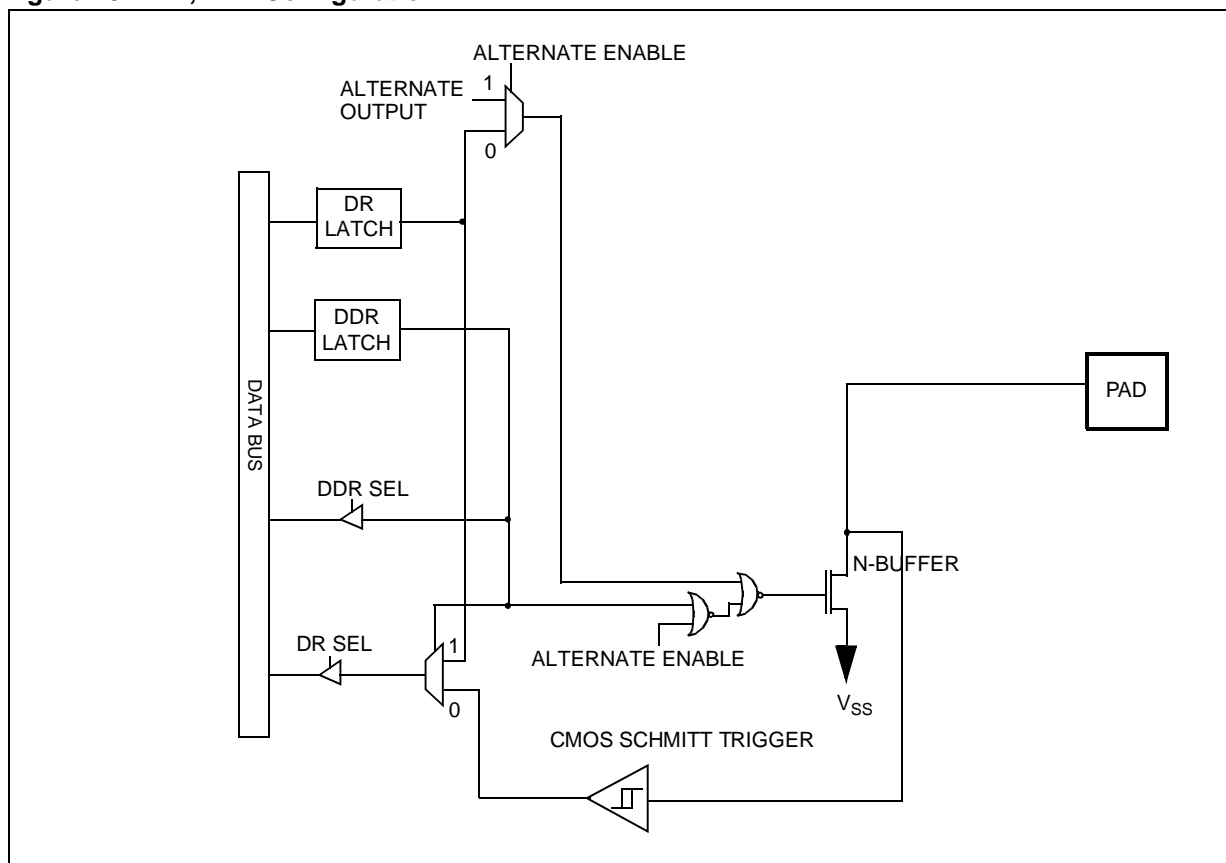 ALTERNATE ENABLE
1
ALTERNATE
OUTPUT
0
DR
LATCH
DDR
LATCH
DATA BUS
PAD
DDR SEL
N-BUFFER
DR SEL
1
ALTERNATE ENABLE
0
VSS
CMOS SCHMITT TRIGGER